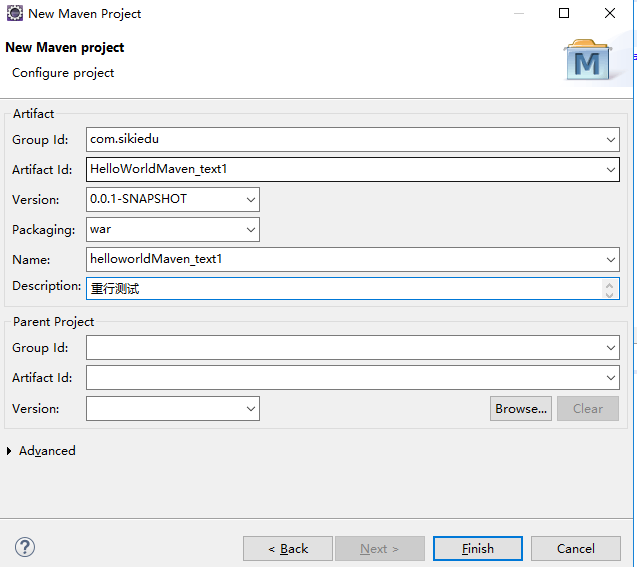 New Maven Project
New Maven project
Configure project
M
Artifact
Group Id: com.sikiedu
Artifact Id: HelloWorldMaven_text1
Version: 0.0.1-SNAPSHOT
Packaging: war
Name: helloworldMaven_text1
Description: 重行测试
Parent Project
Group Id:
Artifact Id:
Version: Browse... Clear
Advanced
? < Back Next > Finish Cancel